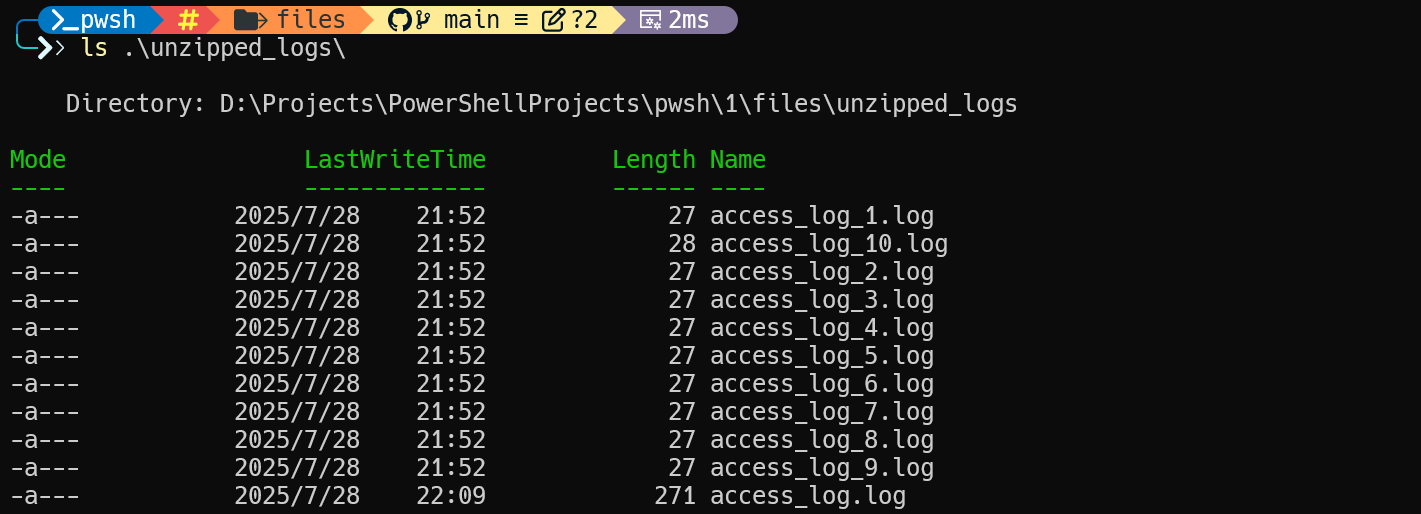 >_pwsh # files main ≡ ?2 2ms
ls .\unzipped_logs\
Directory: D:\Projects\PowerShellProjects\pwsh\1\files\unzipped_logs
Mode LastWriteTime Length Name
---- ------------- ------ ----
-a--- 2025/7/28 21:52 27 access_log_1.log
-a--- 2025/7/28 21:52 28 access_log_10.log
-a--- 2025/7/28 21:52 27 access_log_2.log
-a--- 2025/7/28 21:52 27 access_log_3.log
-a--- 2025/7/28 21:52 27 access_log_4.log
-a--- 2025/7/28 21:52 27 access_log_5.log
-a--- 2025/7/28 21:52 27 access_log_6.log
-a--- 2025/7/28 21:52 27 access_log_7.log
-a--- 2025/7/28 21:52 27 access_log_8.log
-a--- 2025/7/28 21:52 27 access_log_9.log
-a--- 2025/7/28 22:09 271 access_log.log